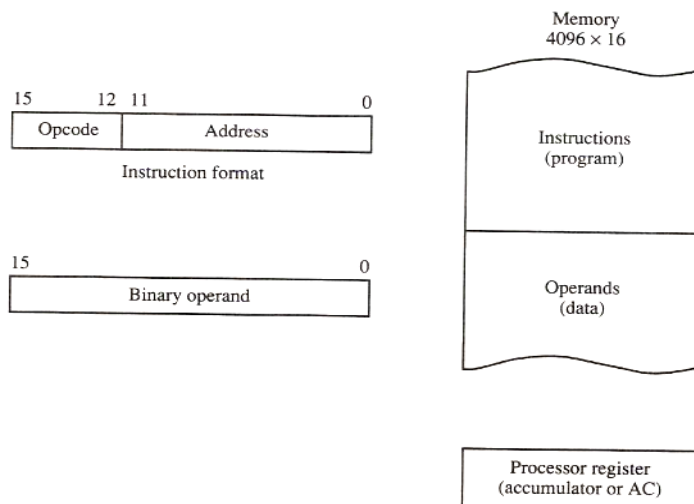 Memory
4096 × 16
15 12 11 0
Opcode Address
Instruction format
Instructions
(program)
15 0
Binary operand
Operands
(data)
Processor register
(accumulator or AC)